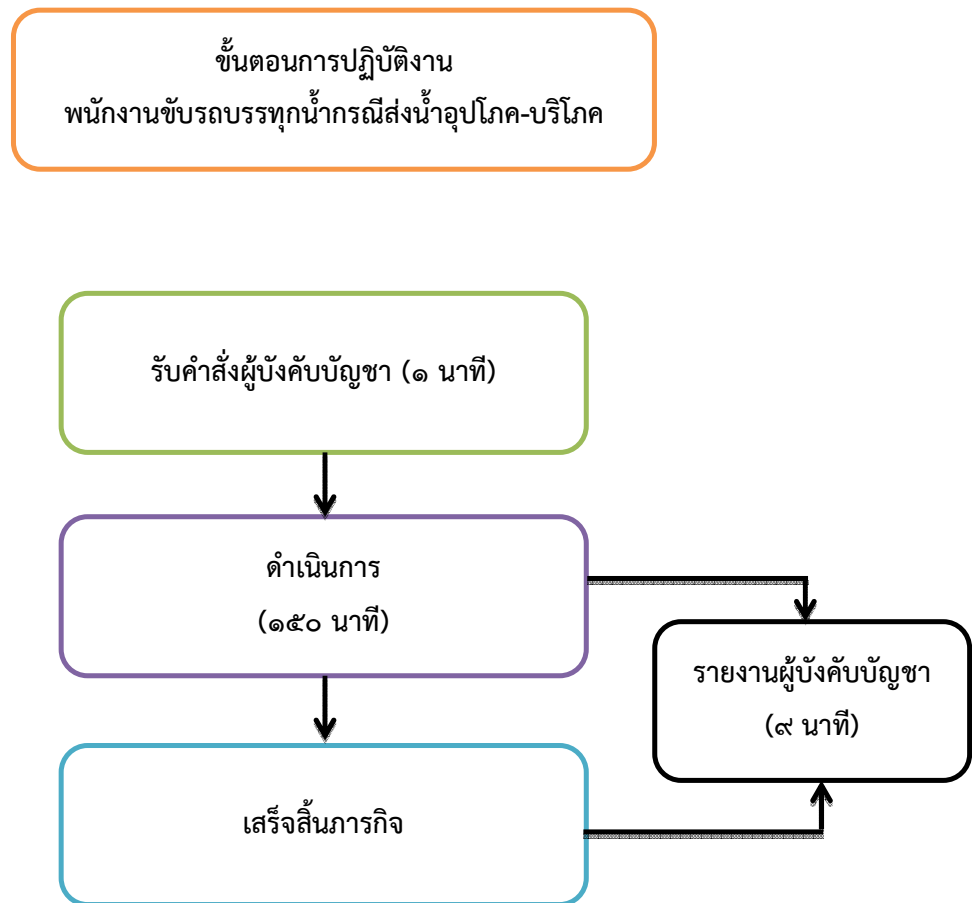 ขั้นตอนการปฏิบัติงาน
พนักงานขับรถบรรทุกน้ำกรณีส่งน้ำอุปโภค-บริโภค
รับคำสั่งผู้บังคับบัญชา (๑ นาที)
ดำเนินการ
(๑๕๐ นาที)
รายงานผู้บังคับบัญชา
(๙ นาที)
เสร็จสิ้นภารกิจ